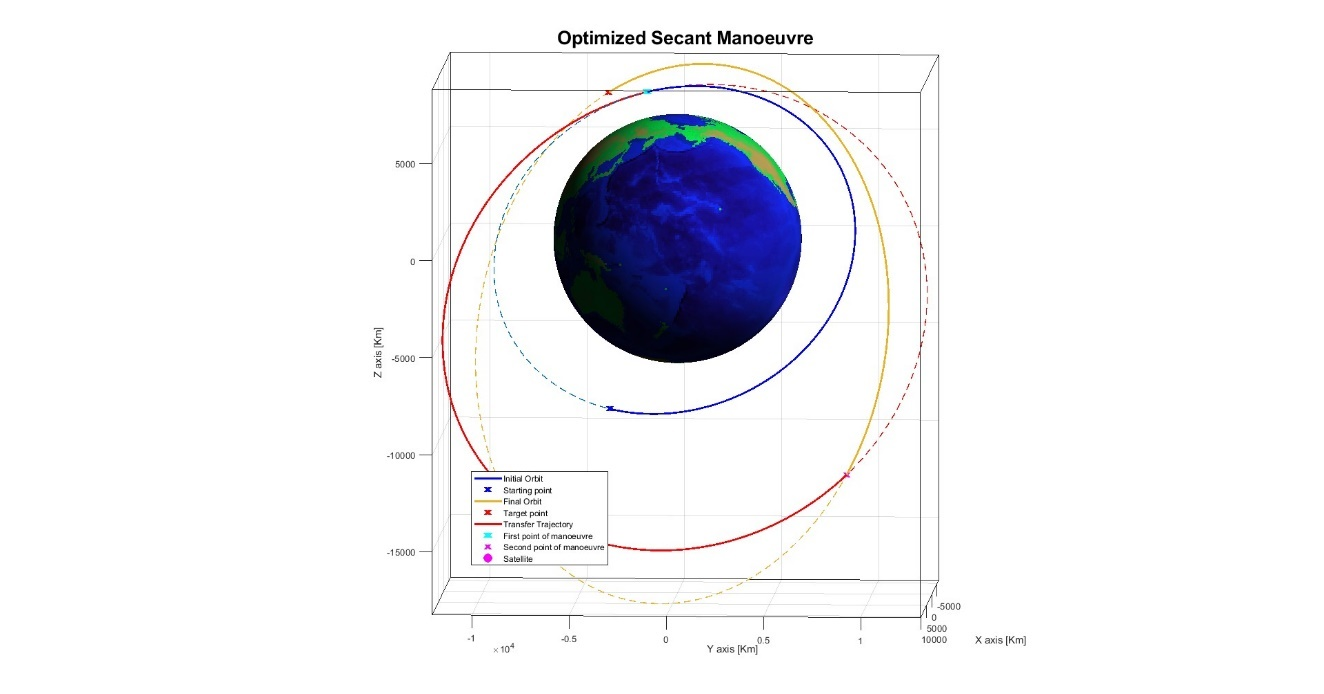 Optimized Secant Manoeuvre
5000
0
-5000
-10000
-15000
Z axis [Km]
Initial Orbit
Starting point
Final Orbit
Target point
Transfer Trajectory
First point of manoeuvre
Second point of manoeuvre
Satellite
-1
-0.5
0
0.5
1
×10⁴
Y axis [Km]
-5000
0
5000
10000
X axis [Km]